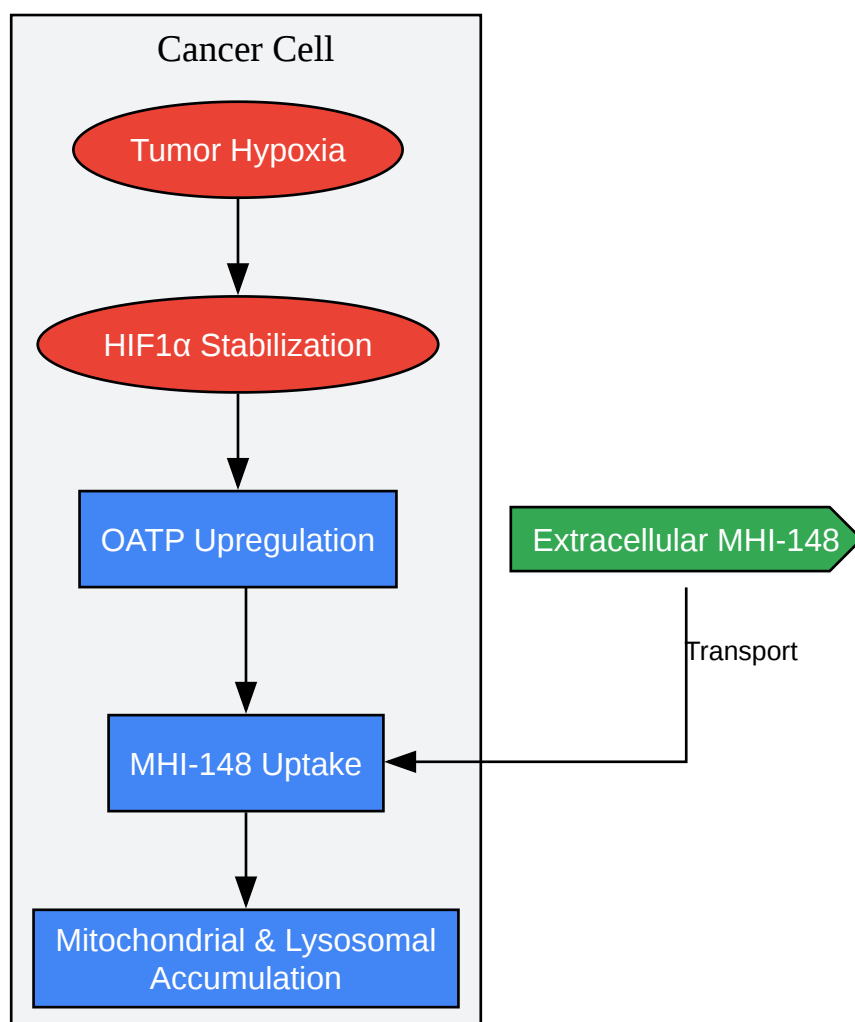 Cancer Cell
Tumor Hypoxia
HIF1α Stabilization
OATP Upregulation
Extracellular MHI-148
Transport
MHI-148 Uptake
Mitochondrial & Lysosomal
Accumulation